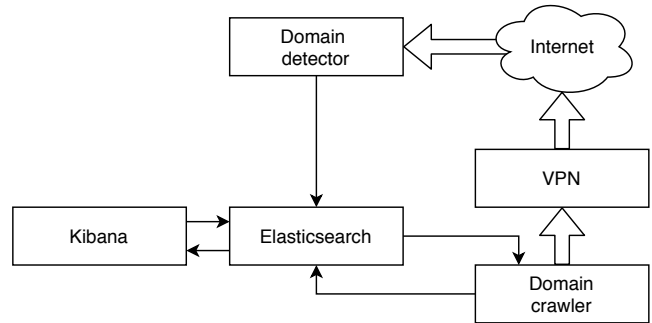 Domain
detector
Internet
VPN
Kibana
Elasticsearch
Domain
crawler